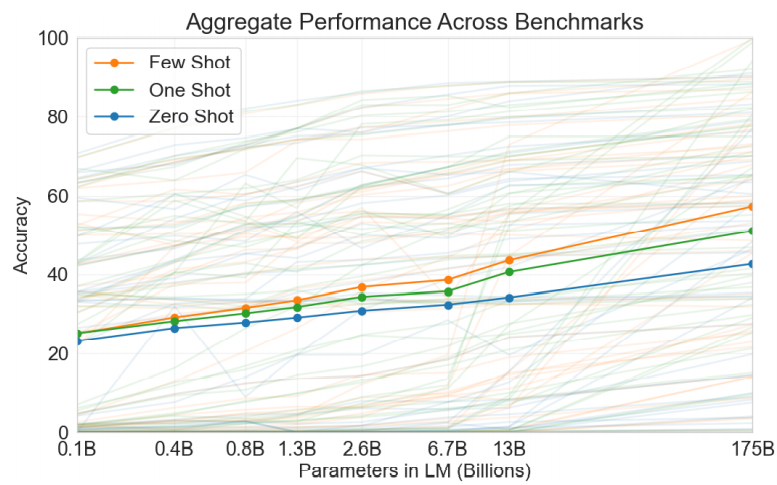 Aggregate Performance Across Benchmarks
100
80
60
40
20
0
Accuracy
Few Shot
One Shot
Zero Shot
0.1B 0.4B 0.8B 1.3B 2.6B 6.7B 13B 175B
Parameters in LM (Billions)